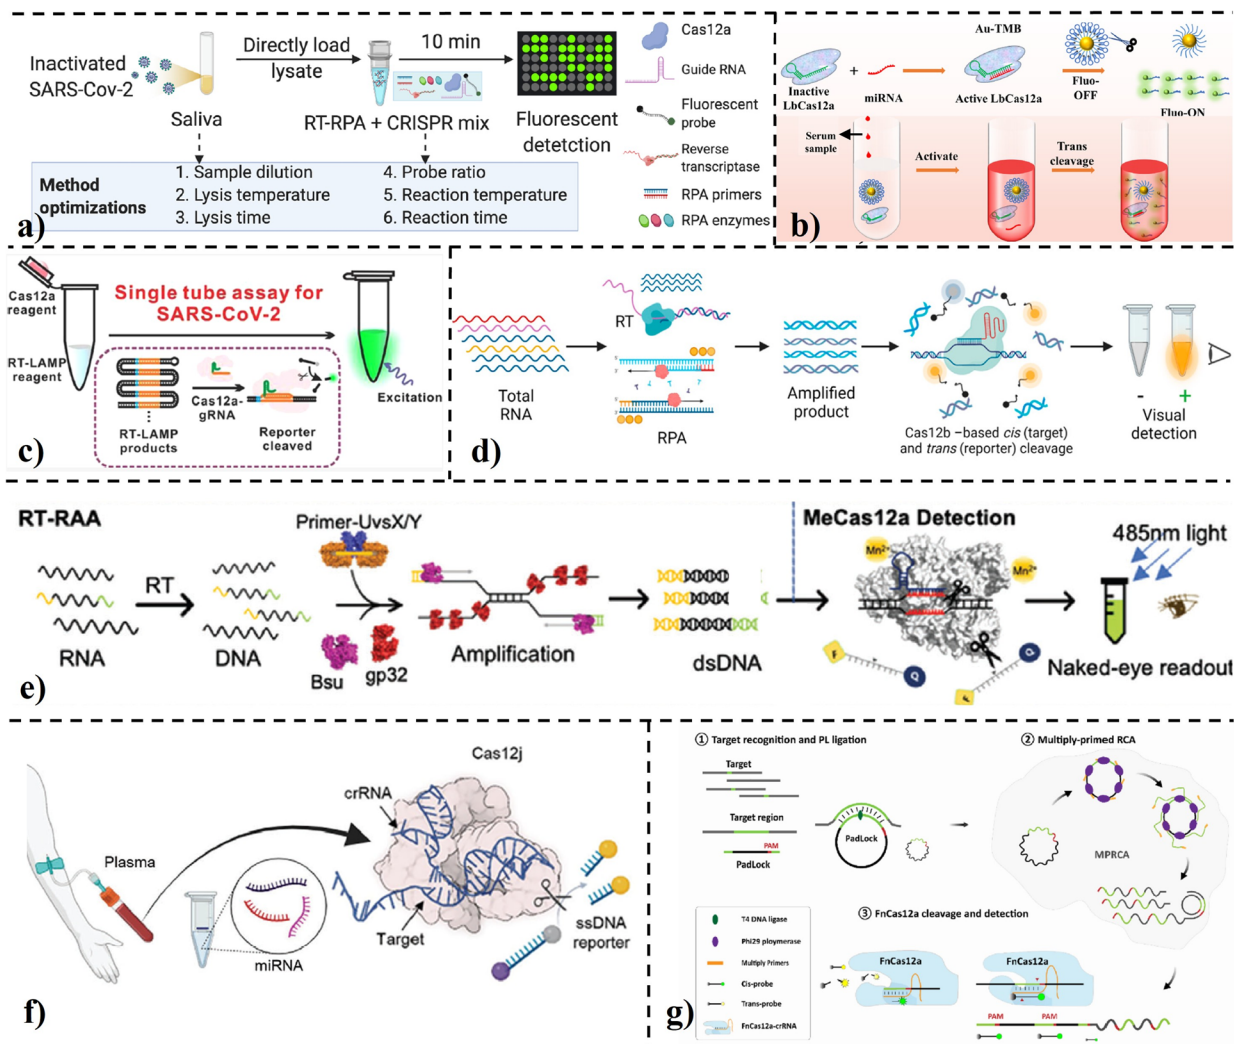 Inactivated
SARS-Cov-2
Directly load
lysate
10 min
Saliva
RT-RPA + CRISPR mix
Fluorescent
detetction
Method
optimizations
1. Sample dilution
2. Lysis temperature
3. Lysis time
4. Probe ratio
5. Reaction temperature
6. Reaction time
Cas12a
Guide RNA
Fluorescent
probe
Reverse
transcriptase
RPA primers
RPA enzymes
a)
Au-TMB
Inactive
LbCas12a
+
miRNA
Active LbCas12a
Fluo-
OFF
Fluo-ON
Serum
sample
Activate
Trans
cleavage
b)
Cas12a
reagent
RT-LAMP
reagent
Single tube assay for
SARS-CoV-2
Cas12a-
gRNA
RT-LAMP
products
Reporter
cleaved
Excitation
c)
Total
RNA
RT
RPA
Amplified
product
Cas12b –based cis (target)
and trans (reporter) cleavage
- +
Visual
detection
d)
RT-RAA
RNA
RT
DNA
Primer-UvsX/Y
Bsu
gp32
Amplification
dsDNA
MeCas12a Detection
Mn²⁺
Mn²⁺
F
Q
F
Q
485nm light
Naked-eye readout
e)
Plasma
miRNA
Cas12j
crRNA
Target
ssDNA
reporter
f)
① Target recognition and PL ligation
Target
Target region
PAM
PadLock
PadLock
② Multiply-primed RCA
MPRCA
③ FnCas12a cleavage and detection
T4 DNA ligase
Phi29 ploymerase
Multiply Primers
Cis-probe
Trans-probe
FnCas12a-crRNA
FnCas12a
FnCas12a
PAM
PAM
g)